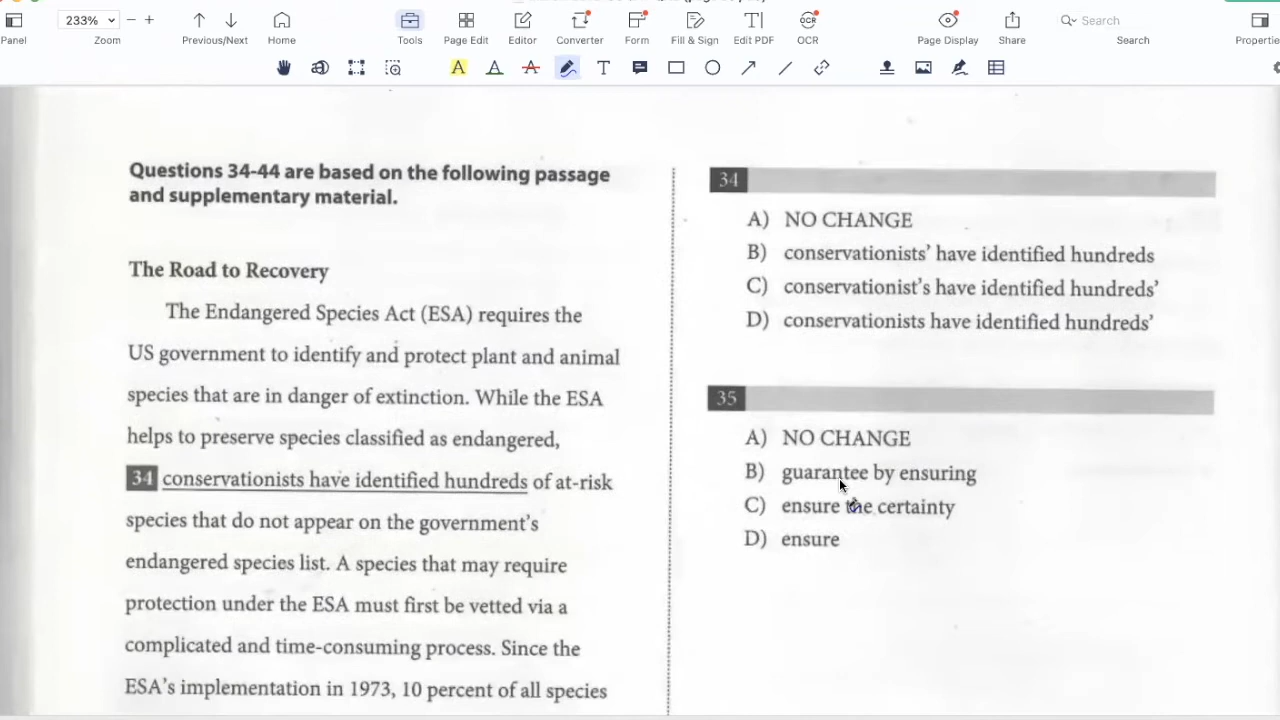 233%
Panel
Zoom
Previous/Next
Home
Tools
Page Edit
Editor
Converter
Form
Fill & Sign
Edit PDF
OCR
OCR
Page Display
Share
Search
Search
Properti
Questions 34-44 are based on the following passage
and supplementary material.
The Road to Recovery
The Endangered Species Act (ESA) requires the
US government to identify and protect plant and animal
species that are in danger of extinction. While the ESA
helps to preserve species classified as endangered,
34 conservationists have identified hundreds of at-risk
species that do not appear on the government's
endangered species list. A species that may require
protection under the ESA must first be vetted via a
complicated and time-consuming process. Since the
ESA's implementation in 1973, 10 percent of all species
34
A) NO CHANGE
B) conservationists' have identified hundreds
C) conservationist's have identified hundreds'
D) conservationists have identified hundreds'
35
A) NO CHANGE
B) guarantee by ensuring
C) ensure the certainty
D) ensure